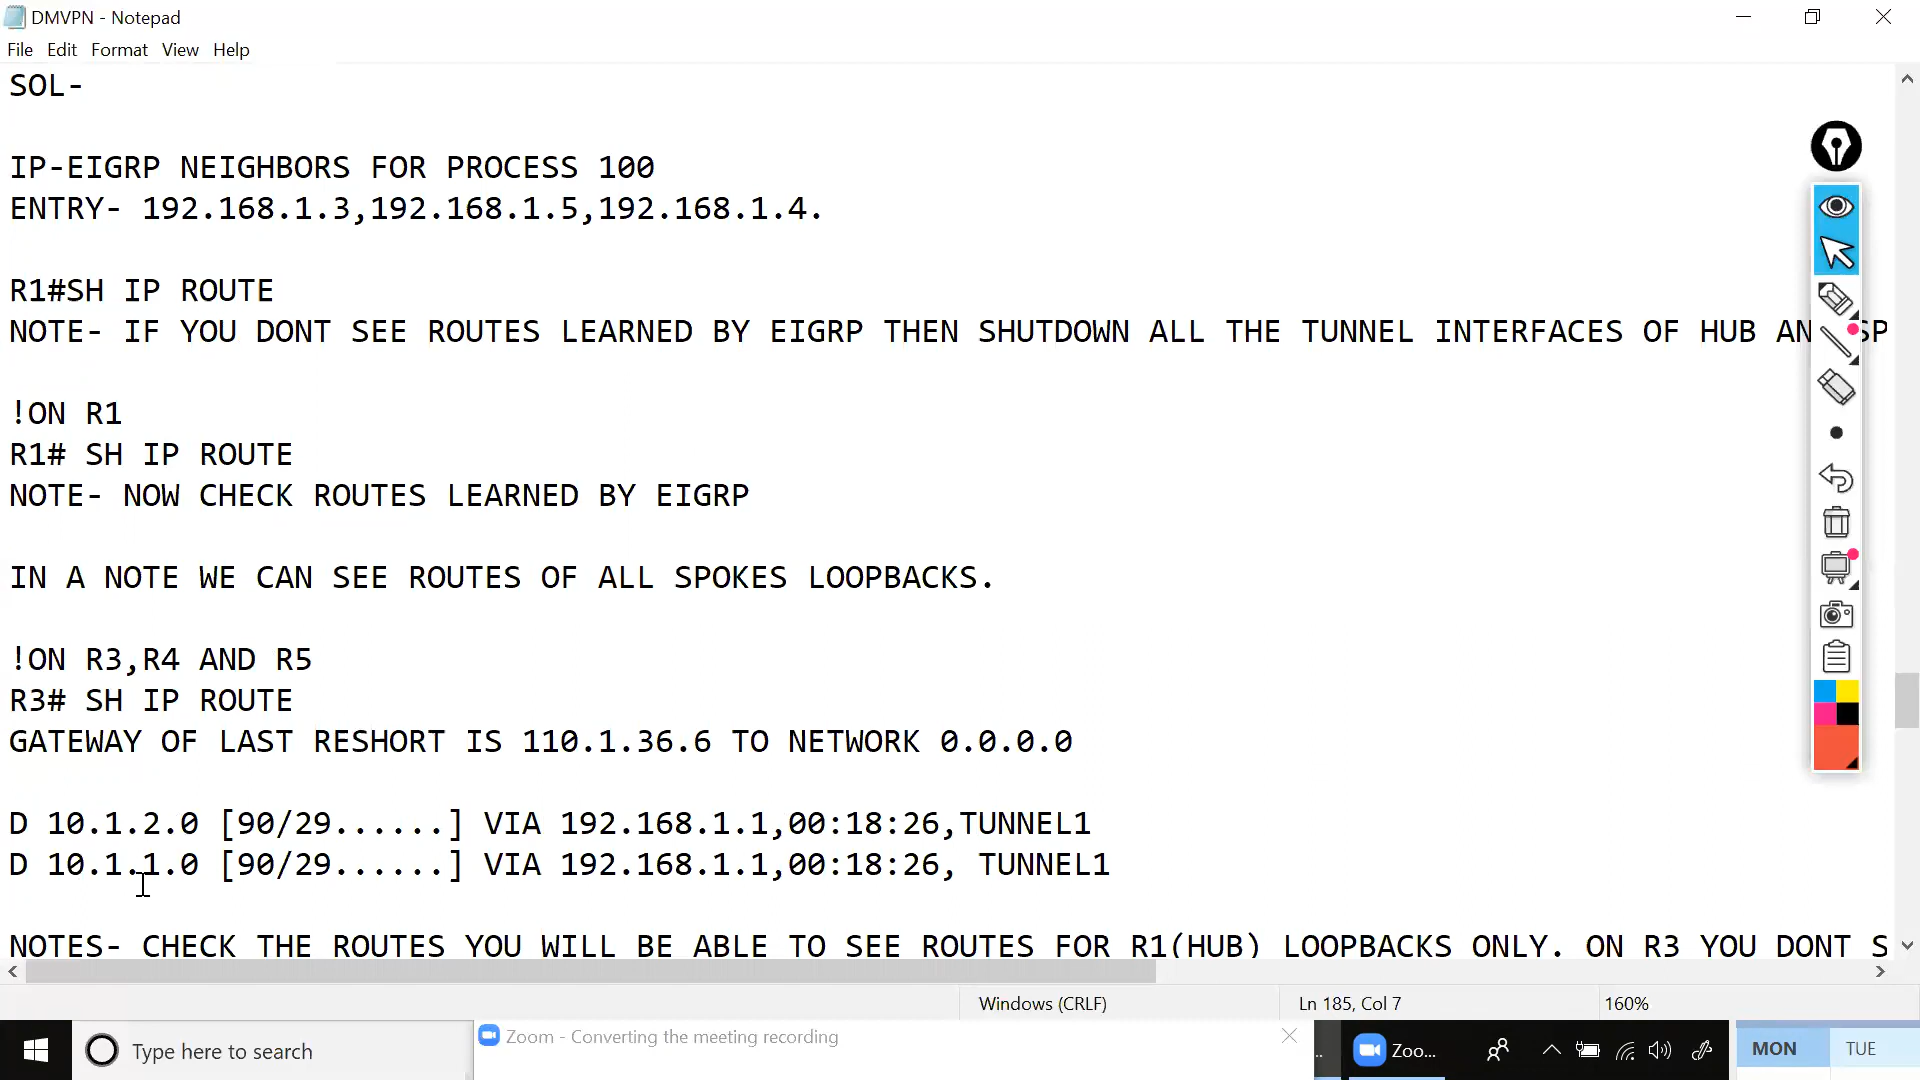 DMVPN - Notepad
File Edit Format View Help
SOL-
IP-EIGRP NEIGHBORS FOR PROCESS 100
ENTRY- 192.168.1.3,192.168.1.5,192.168.1.4.
R1#SH IP ROUTE
NOTE- IF YOU DONT SEE ROUTES LEARNED BY EIGRP THEN SHUTDOWN ALL THE TUNNEL INTERFACES OF HUB AN SP
!ON R1
R1# SH IP ROUTE
NOTE- NOW CHECK ROUTES LEARNED BY EIGRP
IN A NOTE WE CAN SEE ROUTES OF ALL SPOKES LOOPBACKS.
!ON R3,R4 AND R5
R3# SH IP ROUTE
GATEWAY OF LAST RESHORT IS 110.1.36.6 TO NETWORK 0.0.0.0
D 10.1.2.0 [90/29......] VIA 192.168.1.1,00:18:26,TUNNEL1
D 10.1.1.0 [90/29......] VIA 192.168.1.1,00:18:26, TUNNEL1
NOTES- CHECK THE ROUTES YOU WILL BE ABLE TO SEE ROUTES FOR R1(HUB) LOOPBACKS ONLY. ON R3 YOU DONT S
Windows (CRLF) Ln 185, Col 7 160%
Type here to search
Zoom - Converting the meeting recording
..
Zoo...
MON TUE